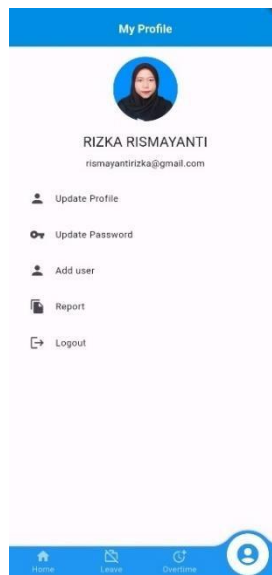 My Profile
RIZKA RISMAYANTI
rismayantirizka@gmail.com
Update Profile
Update Password
Add user
Report
Logout
Home
Leave
Overtime